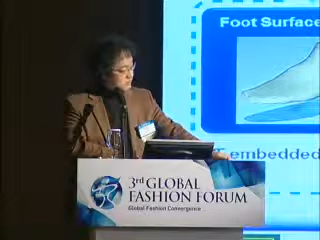 Foot Surface
embedded
3rd GLOBAL
FASHION FORUM
Global Fashion Convergence